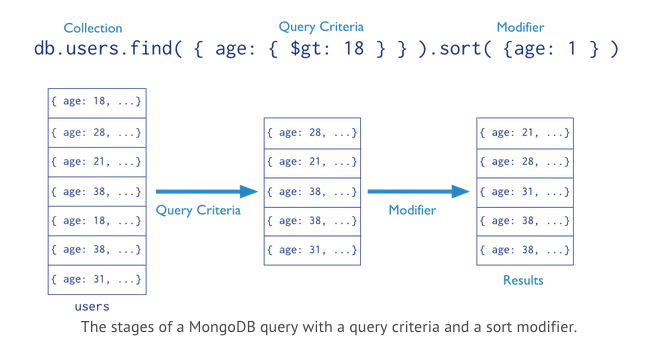 Collection Query Criteria Modifier
db.users.find( { age: { $gt: 18 } } ).sort( {age: 1 } )
{ age: 18, ...}
{ age: 28, ...}
{ age: 21, ...}
{ age: 38, ...}
{ age: 18, ...}
{ age: 38, ...}
{ age: 31, ...}
users
Query Criteria
{ age: 28, ...}
{ age: 21, ...}
{ age: 38, ...}
{ age: 38, ...}
{ age: 31, ...}
Modifier
{ age: 21, ...}
{ age: 28, ...}
{ age: 31, ...}
{ age: 38, ...}
{ age: 38, ...}
Results
The stages of a MongoDB query with a query criteria and a sort modifier.